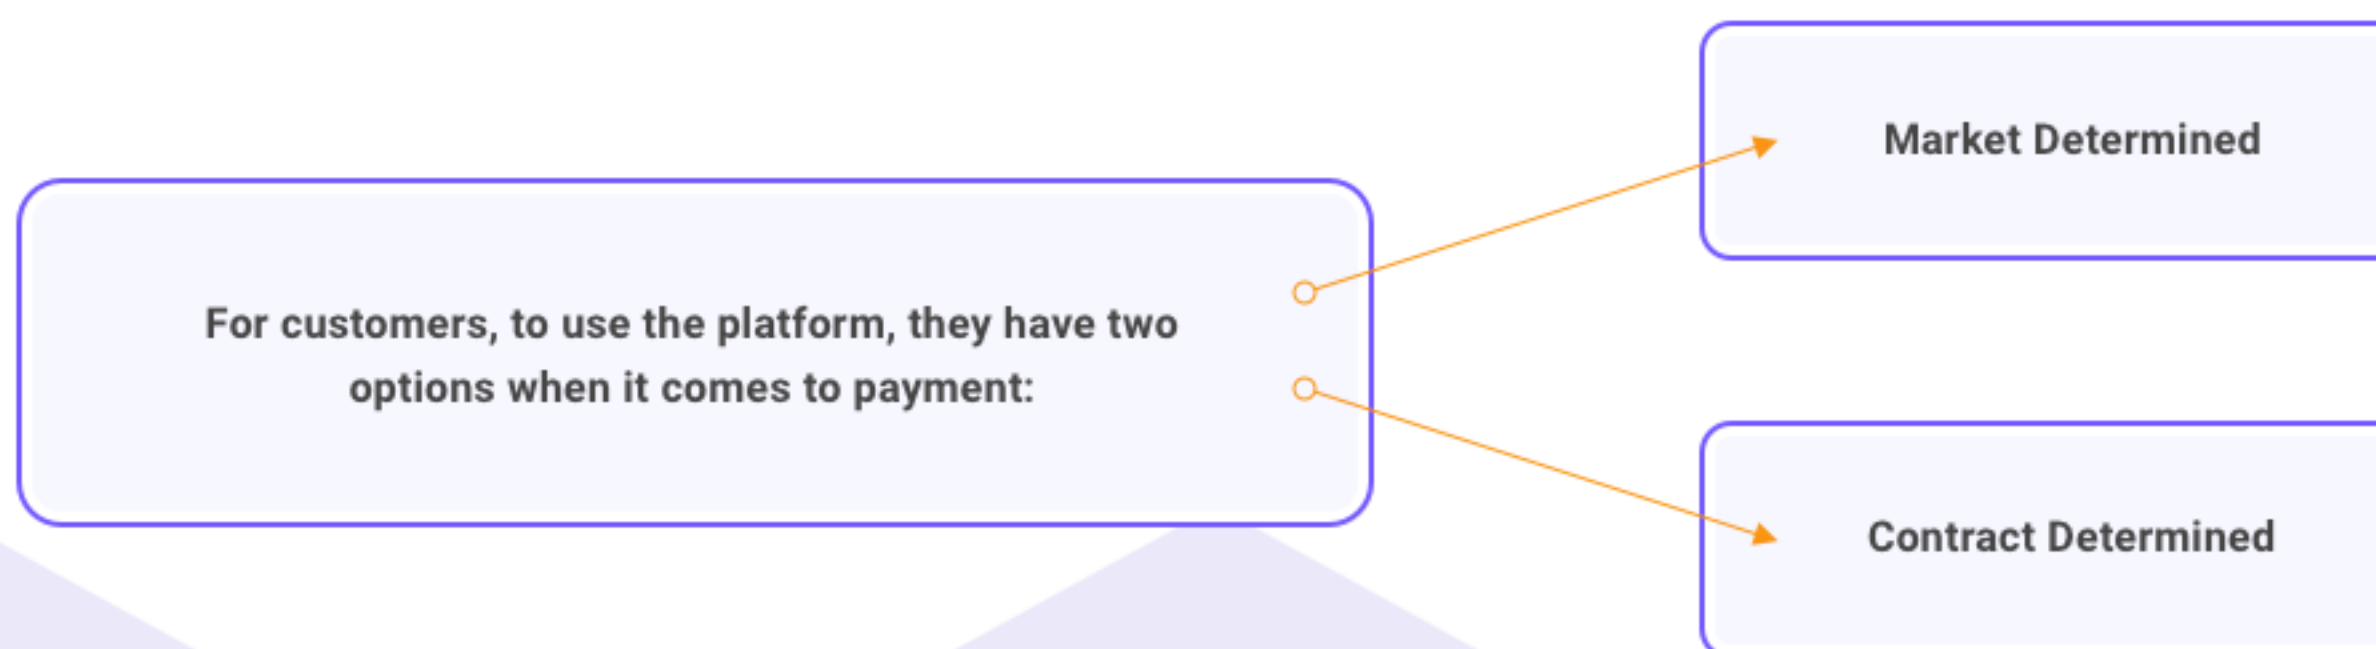 Market Determined
For customers, to use the platform, they have two
options when it comes to payment:
Contract Determined